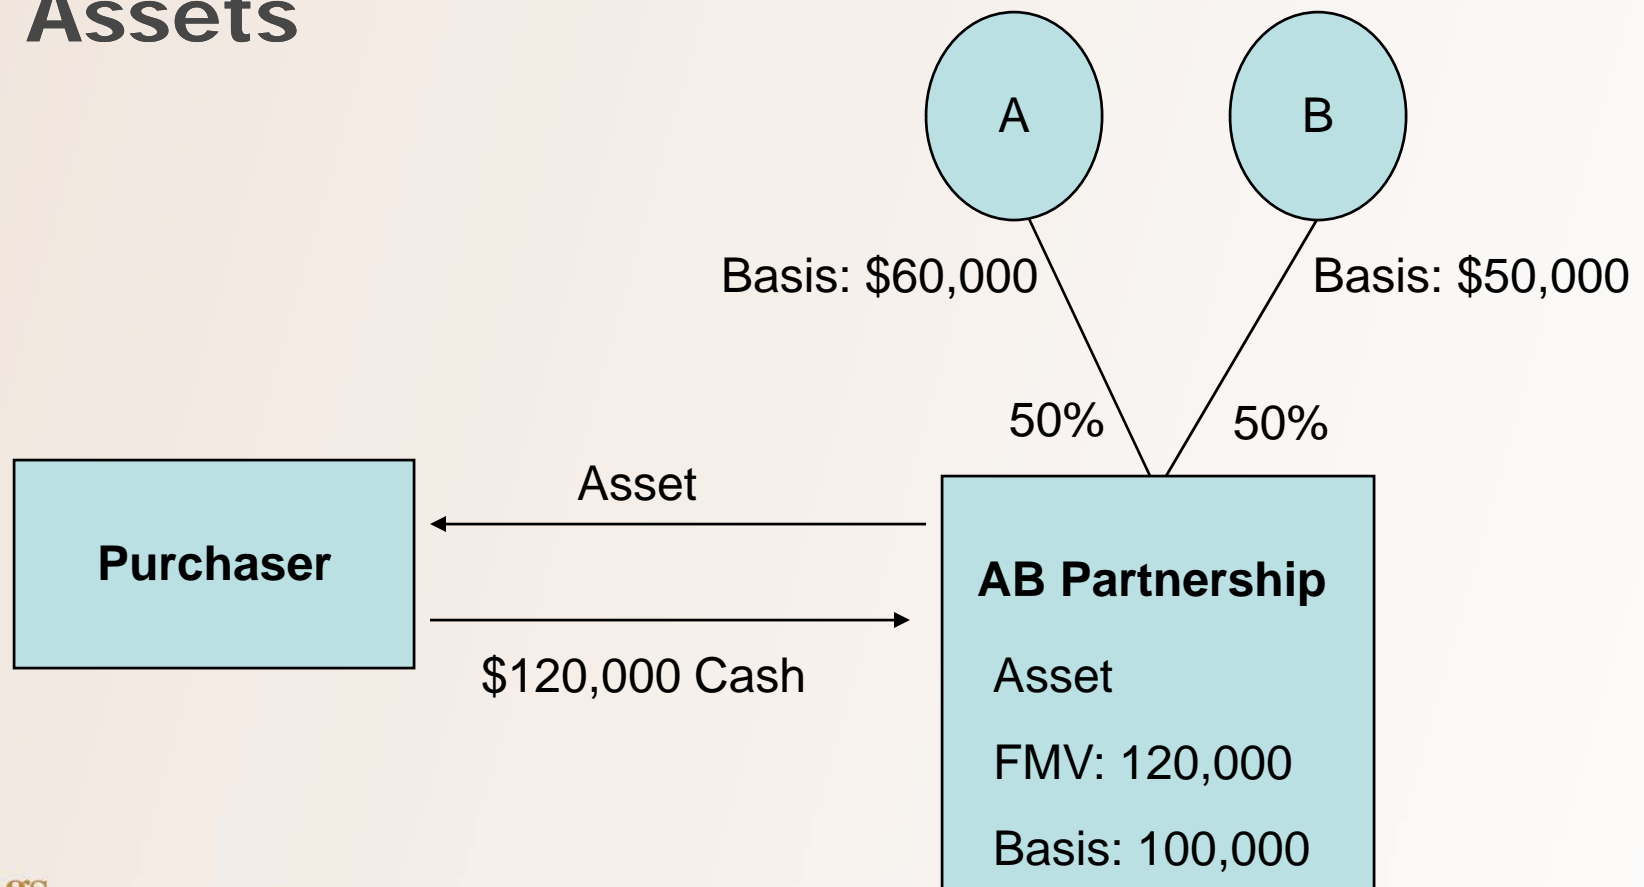 Assets
A
B
Basis: $60,000
Basis: $50,000
50%
50%
Asset
Purchaser
$120,000 Cash
AB Partnership
Asset
FMV: 120,000
Basis: 100,000